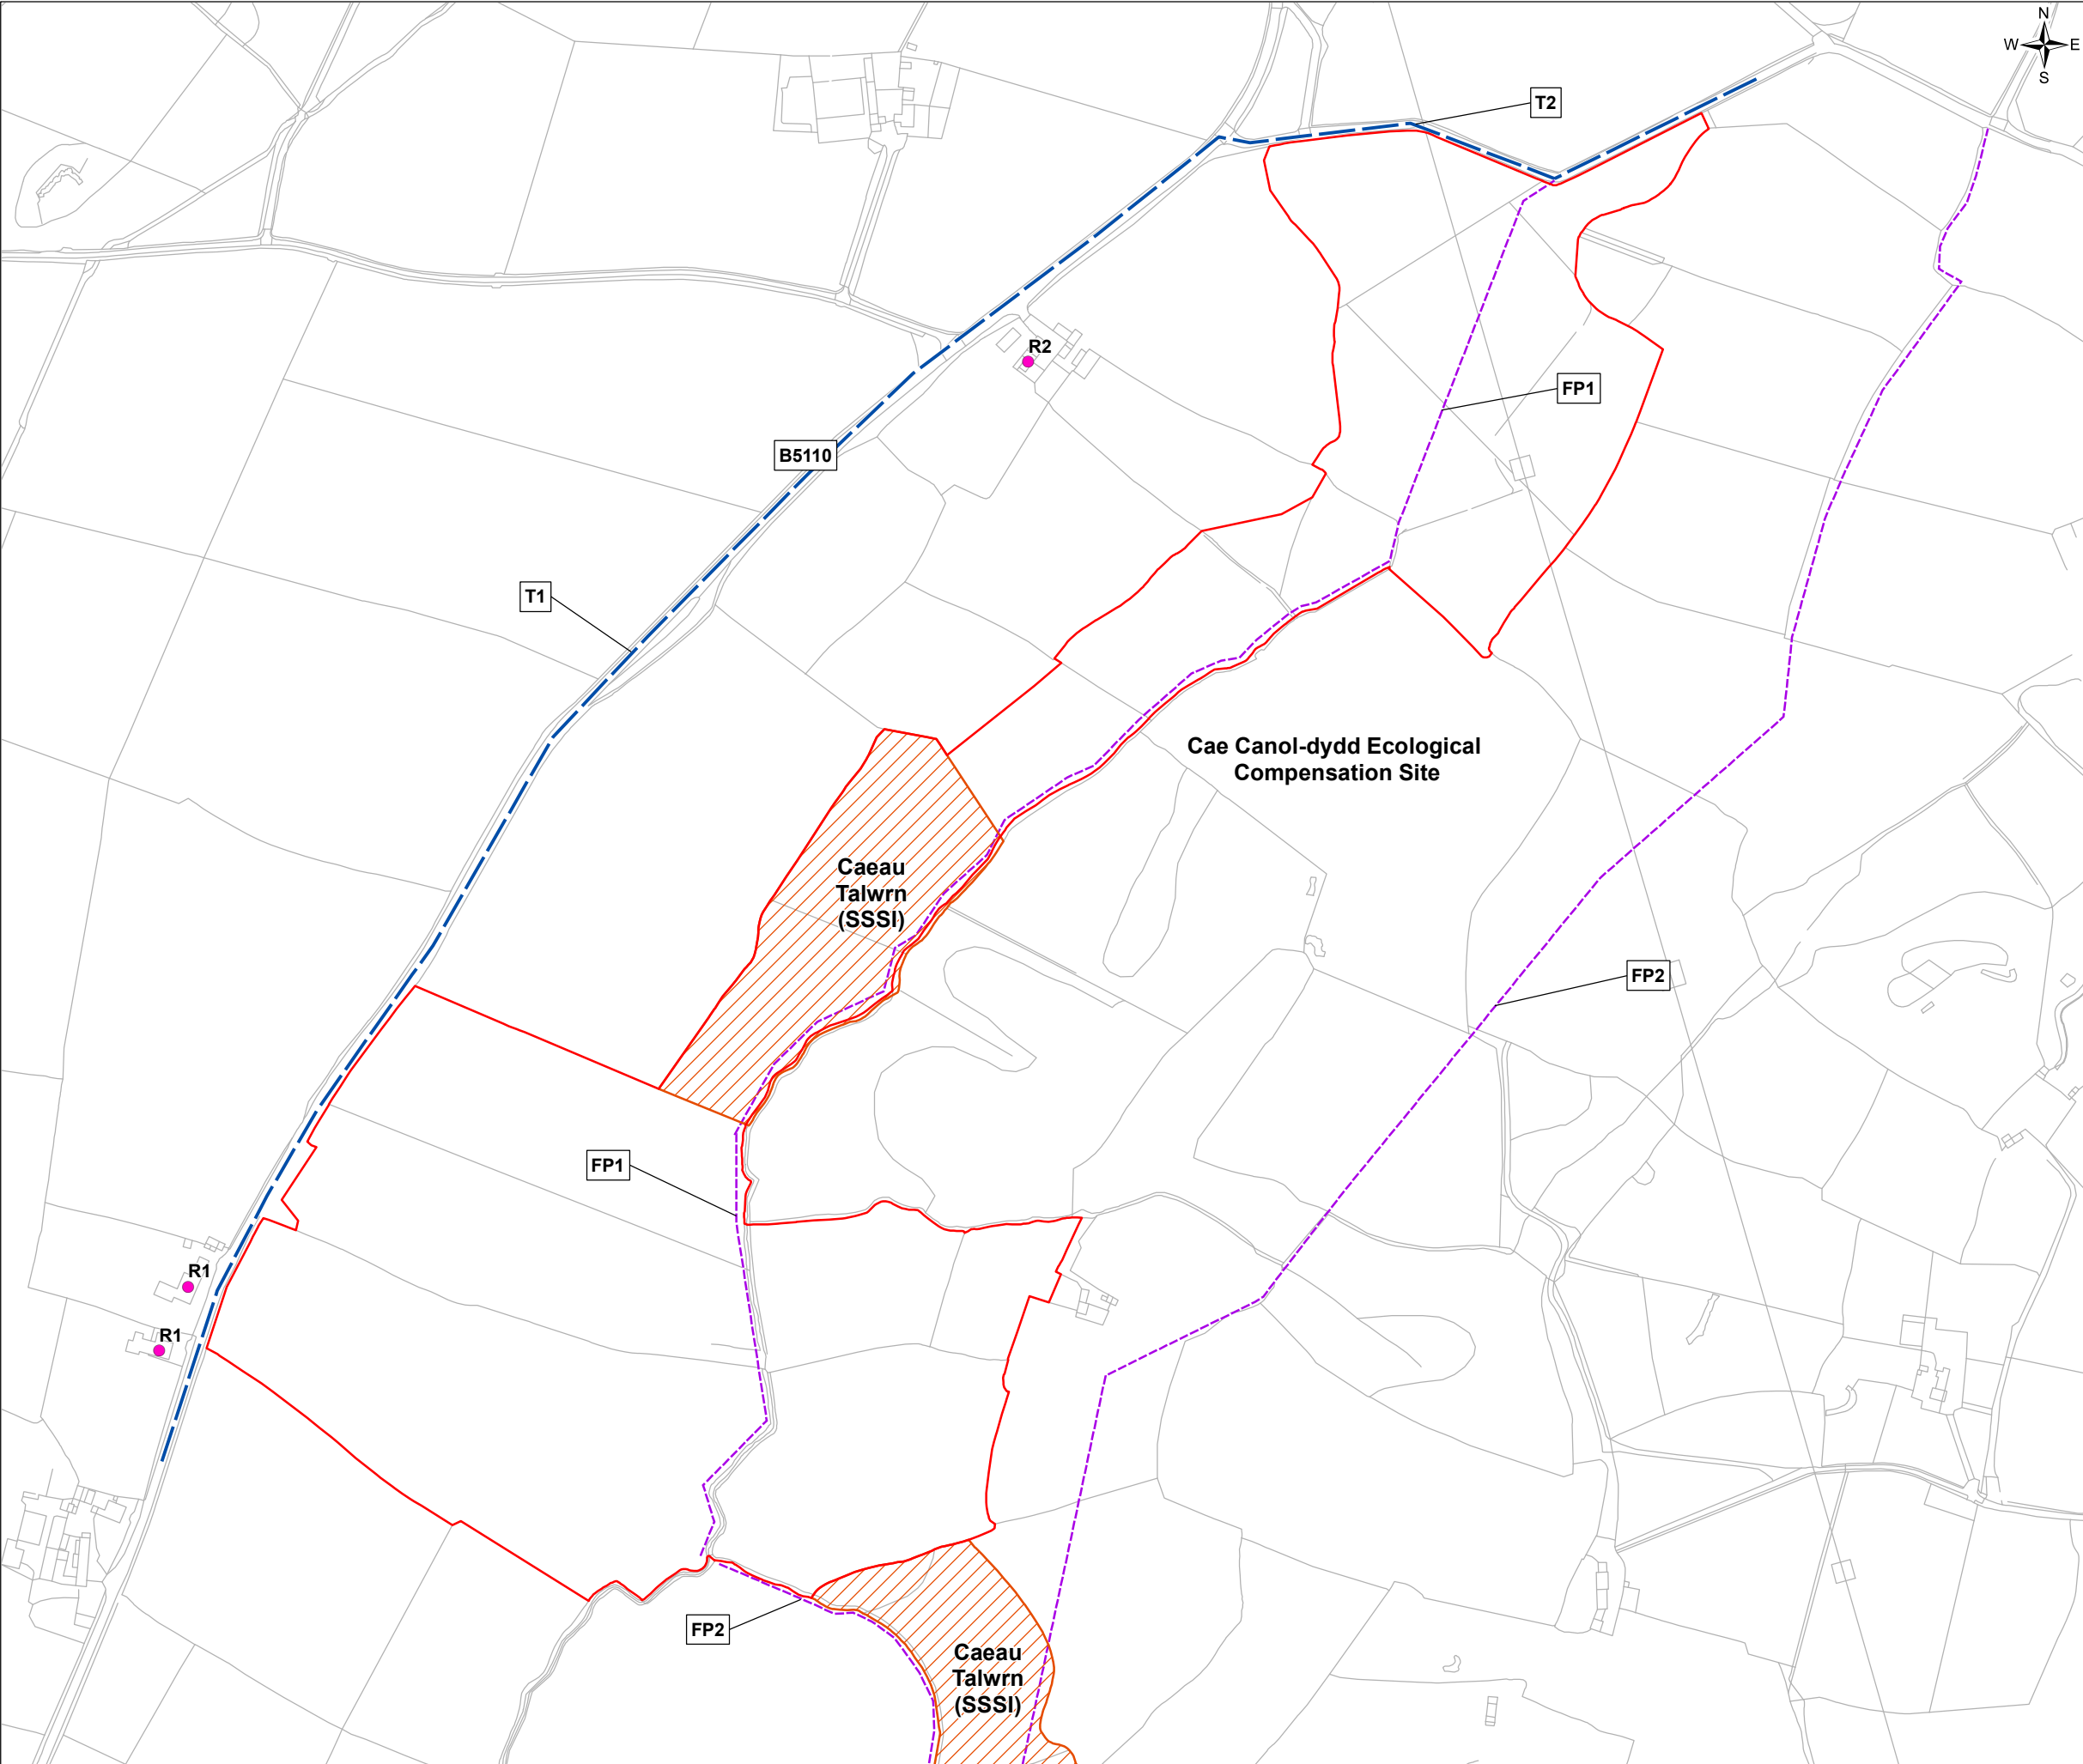 N
W E
S
T2
R2
FP1
B5110
T1
Cae Canol-dydd Ecological
Compensation Site
Caeau
Talwrn
(SSSI)
FP2
FP1
R1
R1
FP2
Caeau
Talwrn
(SSSI)